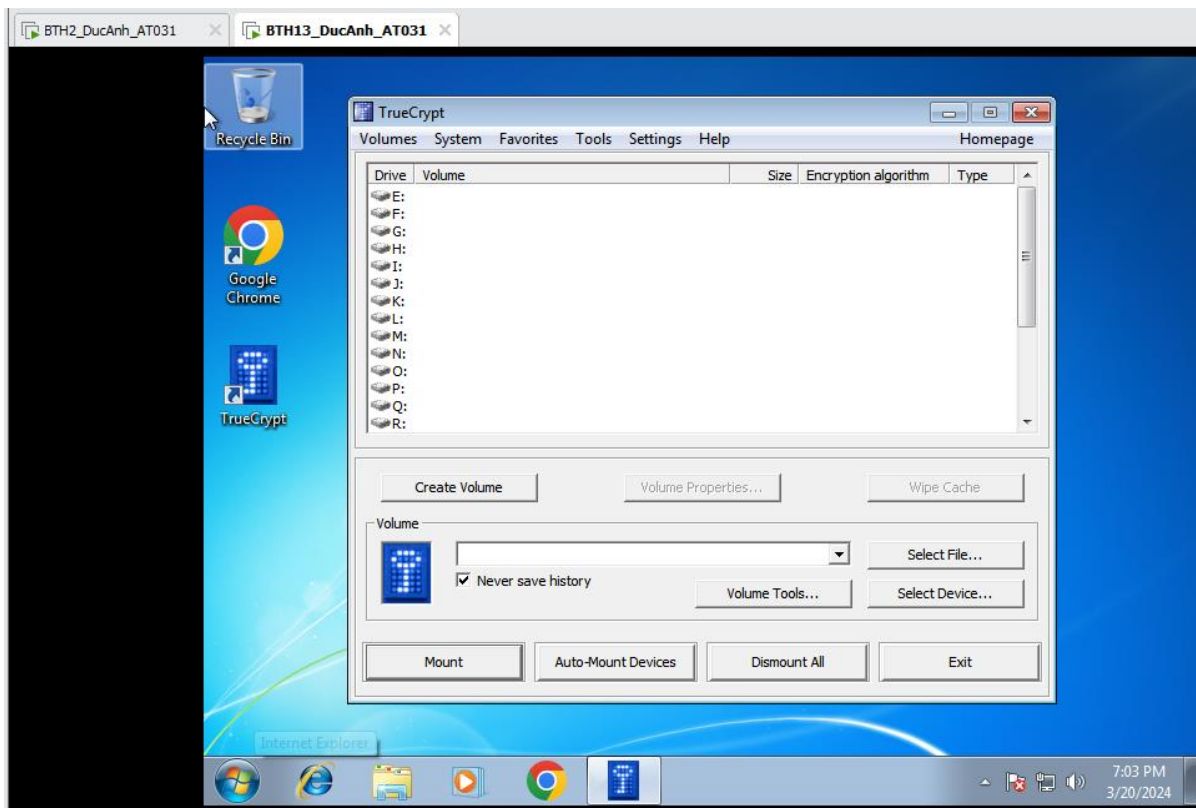 BTH2_DucAnh_AT031 BTH13_DucAnh_AT031
Recycle Bin
Google
Chrome
TrueCrypt
TrueCrypt
Volumes System Favorites Tools Settings Help Homepage
Drive Volume Size Encryption algorithm Type
E:
F:
G:
H:
I:
J:
K:
L:
M:
N:
O:
P:
Q:
R:
Create Volume Volume Properties... Wipe Cache
Volume
Select File...
Never save history
Volume Tools... Select Device...
Mount Auto-Mount Devices Dismount All Exit
Internet Explorer
7:03 PM
3/20/2024